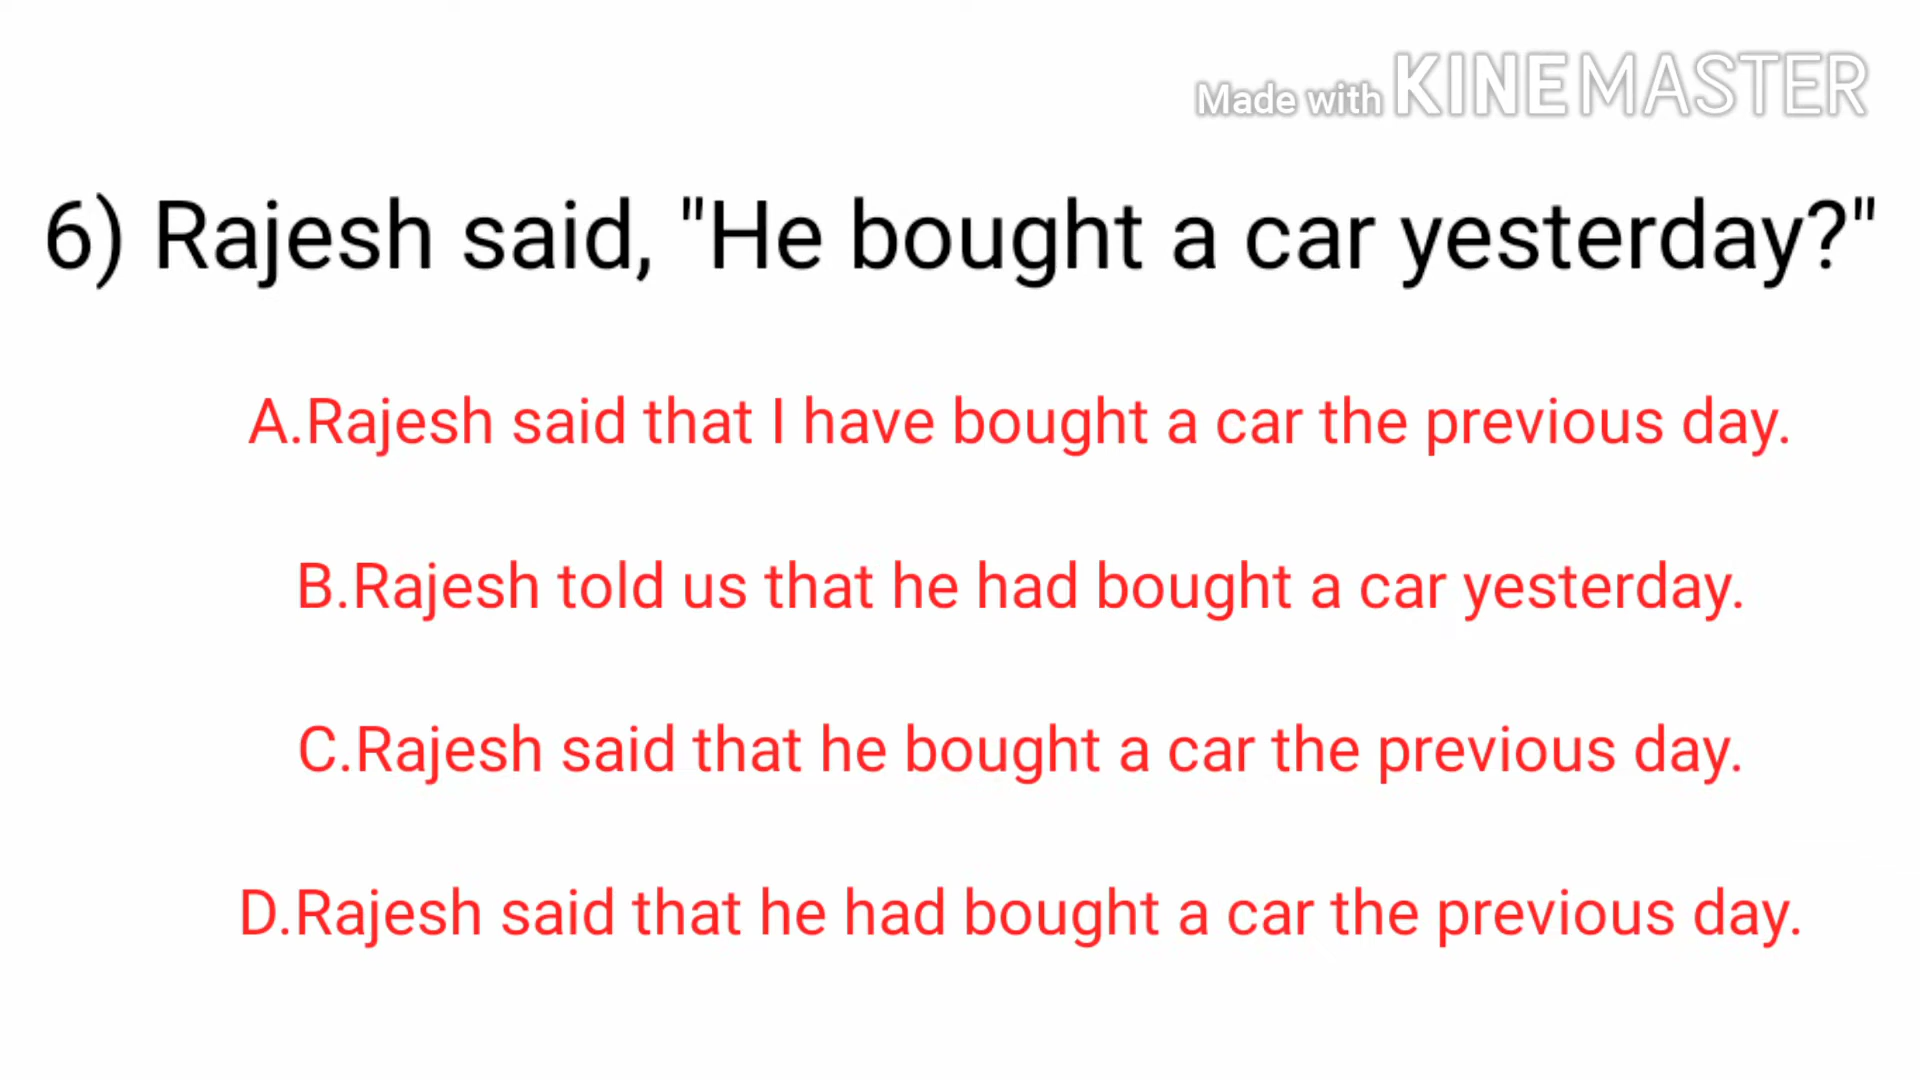 Made with KINEMASTER
6) Rajesh said, "He bought a car yesterday?"
A.Rajesh said that I have bought a car the previous day.
B.Rajesh told us that he had bought a car yesterday.
C.Rajesh said that he bought a car the previous day.
D.Rajesh said that he had bought a car the previous day.